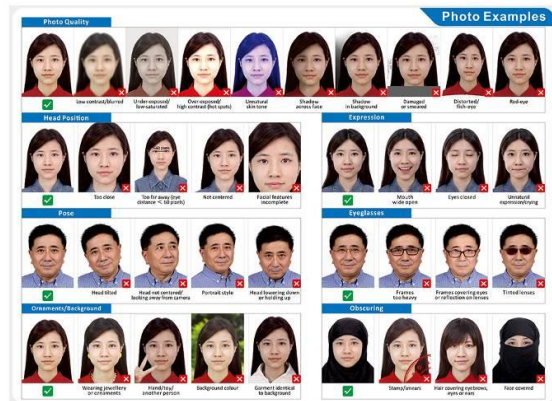 Photo Examples
Photo Quality
Low contrast/blurred
Under-exposed/
low-saturated
Over-exposed/
high contrast (hot spots)
Unnatural
skin tone
Shadow
across face
Shadow
in background
Damaged
or smeared
Distorted/
fish-eye
Red-eye
Head Position
Too close
Too far away (eye
distance < 60 pixels)
Not centered
Facial features
incomplete
Expression
Mouth
wide open
Eyes closed
Unnatural
expression/crying
Pose
Head tilted
Head not centered/
looking away from camera
Portrait style
Head lowering down
or holding up
Eyeglasses
Frames
too heavy
Frames covering eyes
or reflection on lenses
Tinted lenses
Ornaments/Background
Wearing jewellery
or ornaments
Hand/toy/
another person
Background colour
Garment identical
to background
Obscuring
Stamp/smears
Hair covering eyebrows,
eyes or ears
Face covered